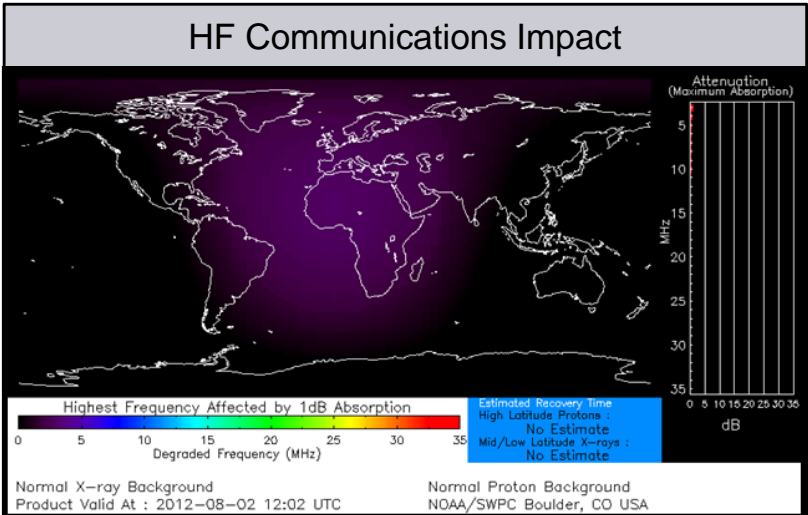 HF Communications Impact
Attenuation
(Maximum Absorption)
5
10
15
20
25
30
35
MHz
0 5 10 15 20 25 30 35
dB
Highest Frequency Affected by 1dB Absorption
0 5 10 15 20 25 30 35
Degraded Frequency (MHz)
Estimated Recovery Time
High Latitude Protons :
No Estimate
Mid/Low Latitude X-rays :
No Estimate
Normal X-ray Background
Product Valid At : 2012-08-02 12:02 UTC
Normal Proton Background
NOAA/SWPC Boulder, CO USA